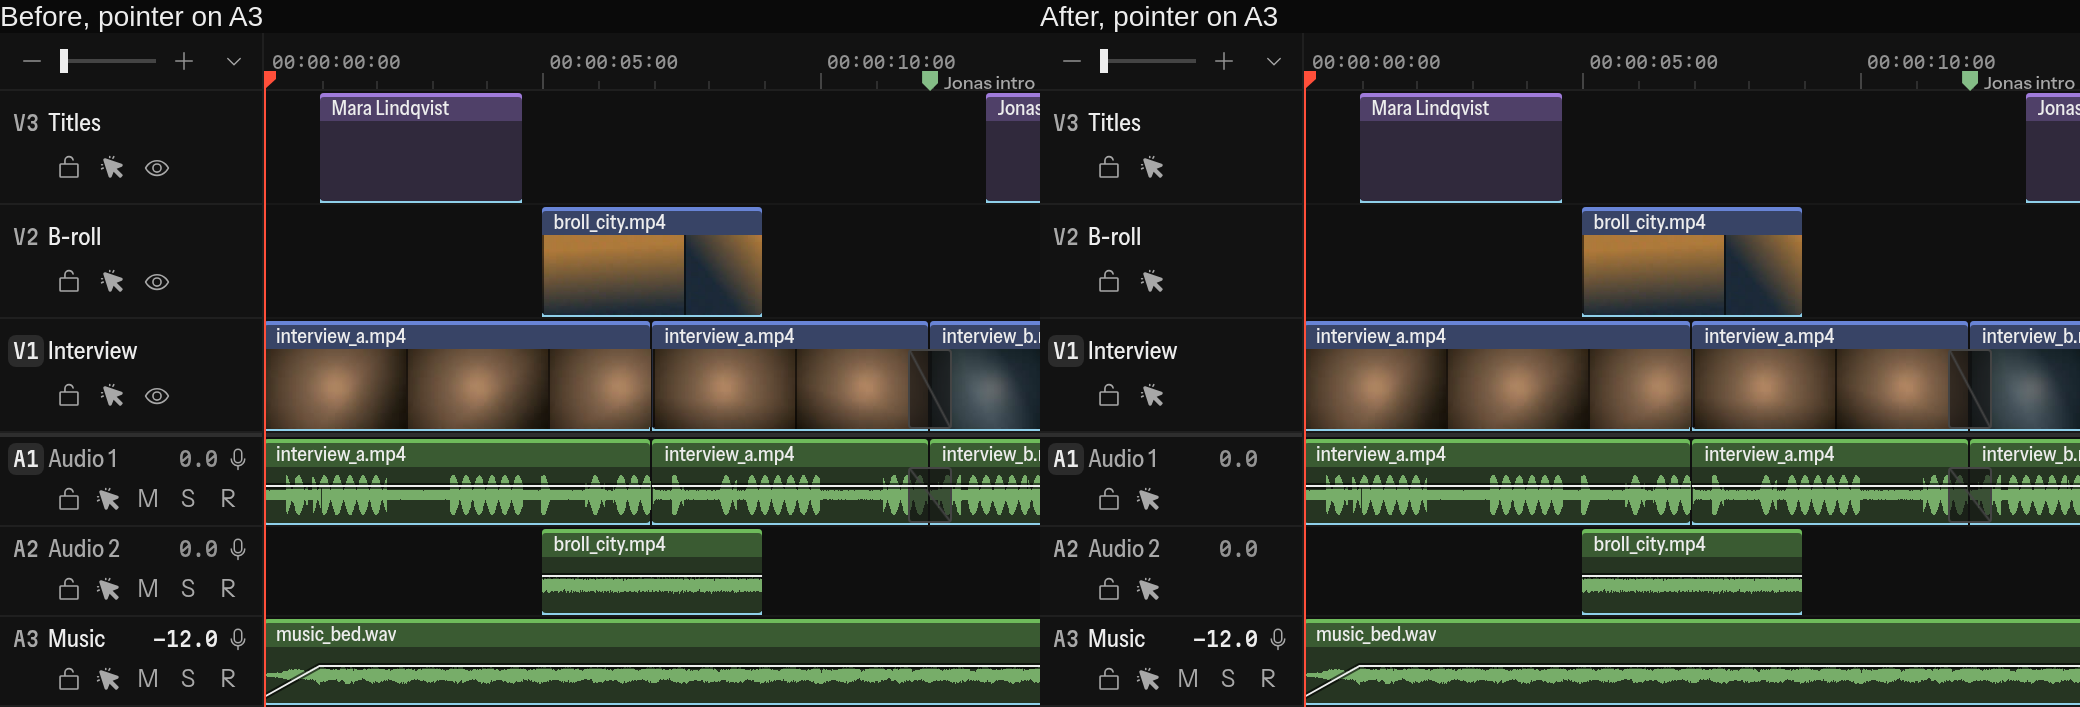 Before, pointer on A3
00:00:00:00 00:00:05:00 00:00:10:00
Jonas intro
V3 Titles
Mara Lindqvist
Jonas
V2 B-roll
broll_city.mp4
V1 Interview
interview_a.mp4 interview_a.mp4 interview_b.
A1 Audio 1 0.0
M S R
interview_a.mp4 interview_a.mp4 interview_b.
A2 Audio 2 0.0
M S R
broll_city.mp4
A3 Music -12.0
M S R
music_bed.wav
After, pointer on A3
00:00:00:00 00:00:05:00 00:00:10:00
Jonas intro
V3 Titles
Mara Lindqvist
Jonas
V2 B-roll
broll_city.mp4
V1 Interview
interview_a.mp4 interview_a.mp4 interview_b.
A1 Audio 1 0.0
interview_a.mp4 interview_a.mp4 interview_b.
A2 Audio 2 0.0
broll_city.mp4
A3 Music -12.0
M S R
music_bed.wav